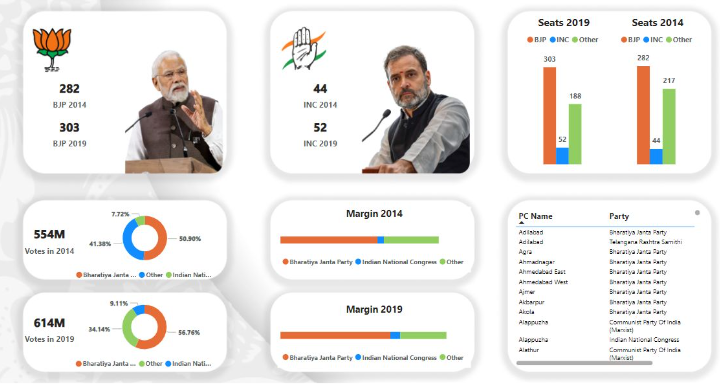 282
BJP 2014
303
BJP 2019
44
INC 2014
52
INC 2019
Seats 2019
BJP INC Other
303
52
188
Seats 2014
BJP INC Other
282
44
217
554M
Votes in 2014
7.72%
41.38%
50.90%
Bharatiya Janta ... Other Indian Nati...
Margin 2014
Bharatiya Janta Party Indian National Congress Other
614M
Votes in 2019
9.11%
34.14%
56.76%
Bharatiya Janta ... Other Indian Nati...
Margin 2019
Bharatiya Janta Party Indian National Congress Other
PC Name Party
Adilabad Bharatiya Janta Party
Adilabad Telangana Rashtra Samithi
Agra Bharatiya Janta Party
Ahmadnagar Bharatiya Janta Party
Ahmedabad East Bharatiya Janta Party
Ahmedabad West Bharatiya Janta Party
Ajmer Bharatiya Janta Party
Akbarpur Bharatiya Janta Party
Akola Bharatiya Janta Party
Alappuzha Communist Party Of India
(Marxist)
Alappuzha Indian National Congress
Alathur Communist Party Of India
(Marxist)